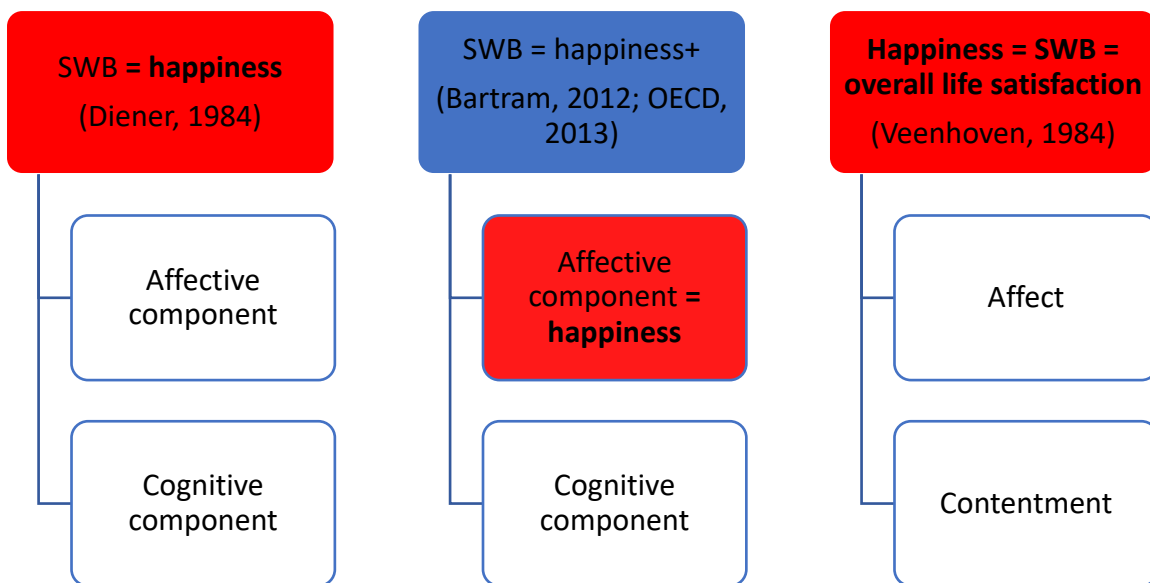 SWB = happiness
(Diener, 1984)
Affective
component
Cognitive
component
SWB = happiness+
(Bartram, 2012; OECD,
2013)
Affective
component =
happiness
Cognitive
component
Happiness = SWB =
overall life satisfaction
(Veenhoven, 1984)
Affect
Contentment